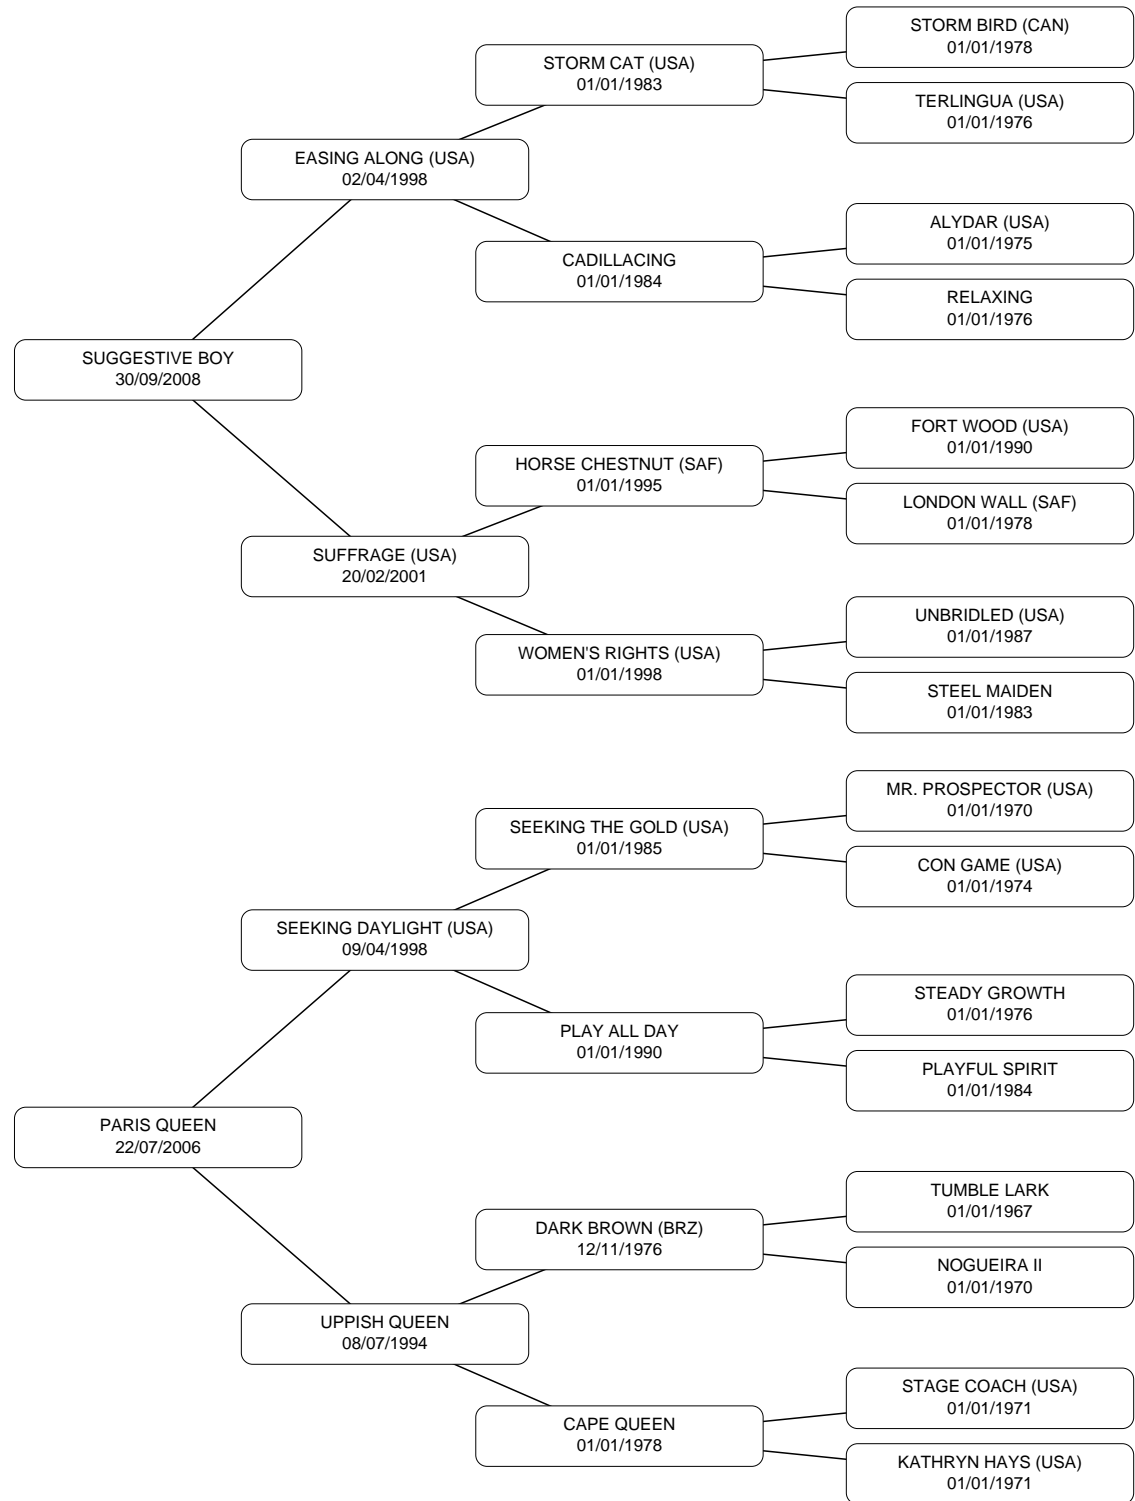 STORM BIRD (CAN)
01/01/1978
STORM CAT (USA)
01/01/1983
TERLINGUA (USA)
01/01/1976
EASING ALONG (USA)
02/04/1998
ALYDAR (USA)
01/01/1975
CADILLACING
01/01/1984
RELAXING
01/01/1976
SUGGESTIVE BOY
30/09/2008
FORT WOOD (USA)
01/01/1990
HORSE CHESTNUT (SAF)
01/01/1995
LONDON WALL (SAF)
01/01/1978
SUFFRAGE (USA)
20/02/2001
UNBRIDLED (USA)
01/01/1987
WOMEN'S RIGHTS (USA)
01/01/1998
STEEL MAIDEN
01/01/1983
MR. PROSPECTOR (USA)
01/01/1970
SEEKING THE GOLD (USA)
01/01/1985
CON GAME (USA)
01/01/1974
SEEKING DAYLIGHT (USA)
09/04/1998
STEADY GROWTH
01/01/1976
PLAY ALL DAY
01/01/1990
PLAYFUL SPIRIT
01/01/1984
PARIS QUEEN
22/07/2006
TUMBLE LARK
01/01/1967
DARK BROWN (BRZ)
12/11/1976
NOGUEIRA II
01/01/1970
UPPISH QUEEN
08/07/1994
STAGE COACH (USA)
01/01/1971
CAPE QUEEN
01/01/1978
KATHRYN HAYS (USA)
01/01/1971